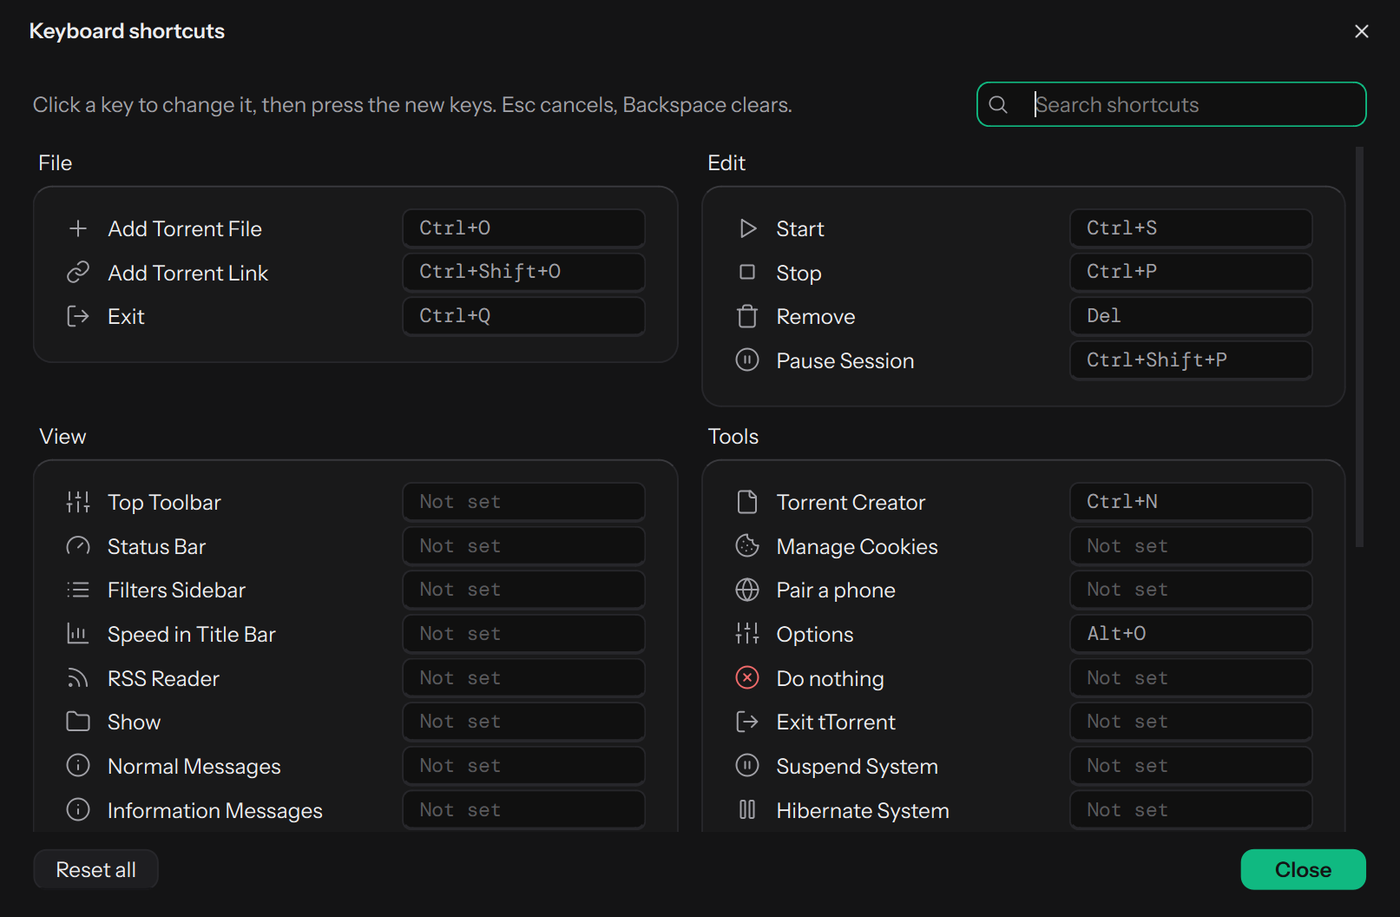 Keyboard shortcuts
Click a key to change it, then press the new keys. Esc cancels, Backspace clears.
Search shortcuts
File
Add Torrent File Ctrl+O
Add Torrent Link Ctrl+Shift+O
Exit Ctrl+Q
Edit
Start Ctrl+S
Stop Ctrl+P
Remove Del
Pause Session Ctrl+Shift+P
View
Top Toolbar Not set
Status Bar Not set
Filters Sidebar Not set
Speed in Title Bar Not set
RSS Reader Not set
Show Not set
Normal Messages Not set
Information Messages Not set
Tools
Torrent Creator Ctrl+N
Manage Cookies Not set
Pair a phone Not set
Options Alt+O
Do nothing Not set
Exit tTorrent Not set
Suspend System Not set
Hibernate System Not set
Reset all
Close